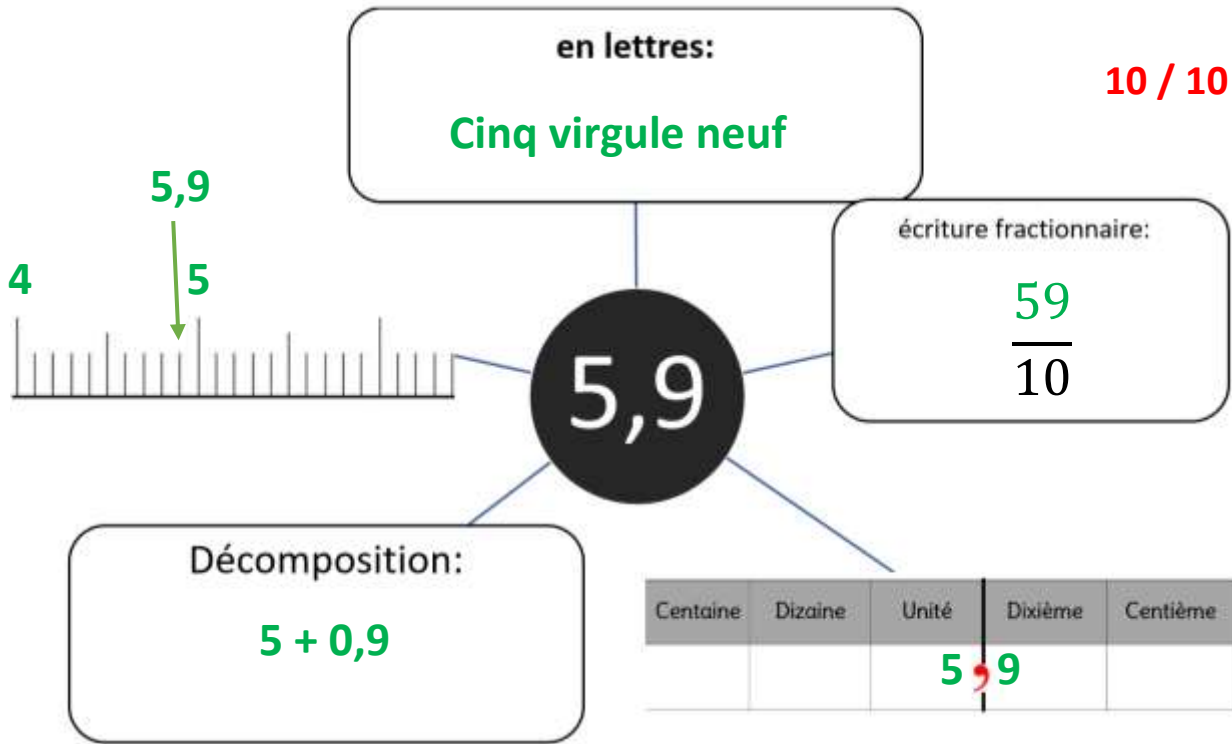 en lettres:
Cinq virgule neuf
10 / 10
5,9
4 5
écriture fractionnaire:
59
10
5,9
Décomposition:
5 + 0,9
Centaine Dizaine Unité Dixième Centième
5 , 9